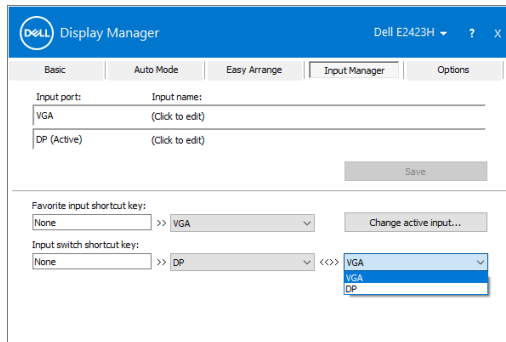 DELL Display Manager Dell E2423H ? X
Basic Auto Mode Easy Arrange Input Manager Options
Input port: Input name:
VGA (Click to edit)
DP (Active) (Click to edit)
Save
Favorite input shortcut key:
None >> VGA Change active input...
Input switch shortcut key:
None >> DP <<>> VGA
VGA
DP